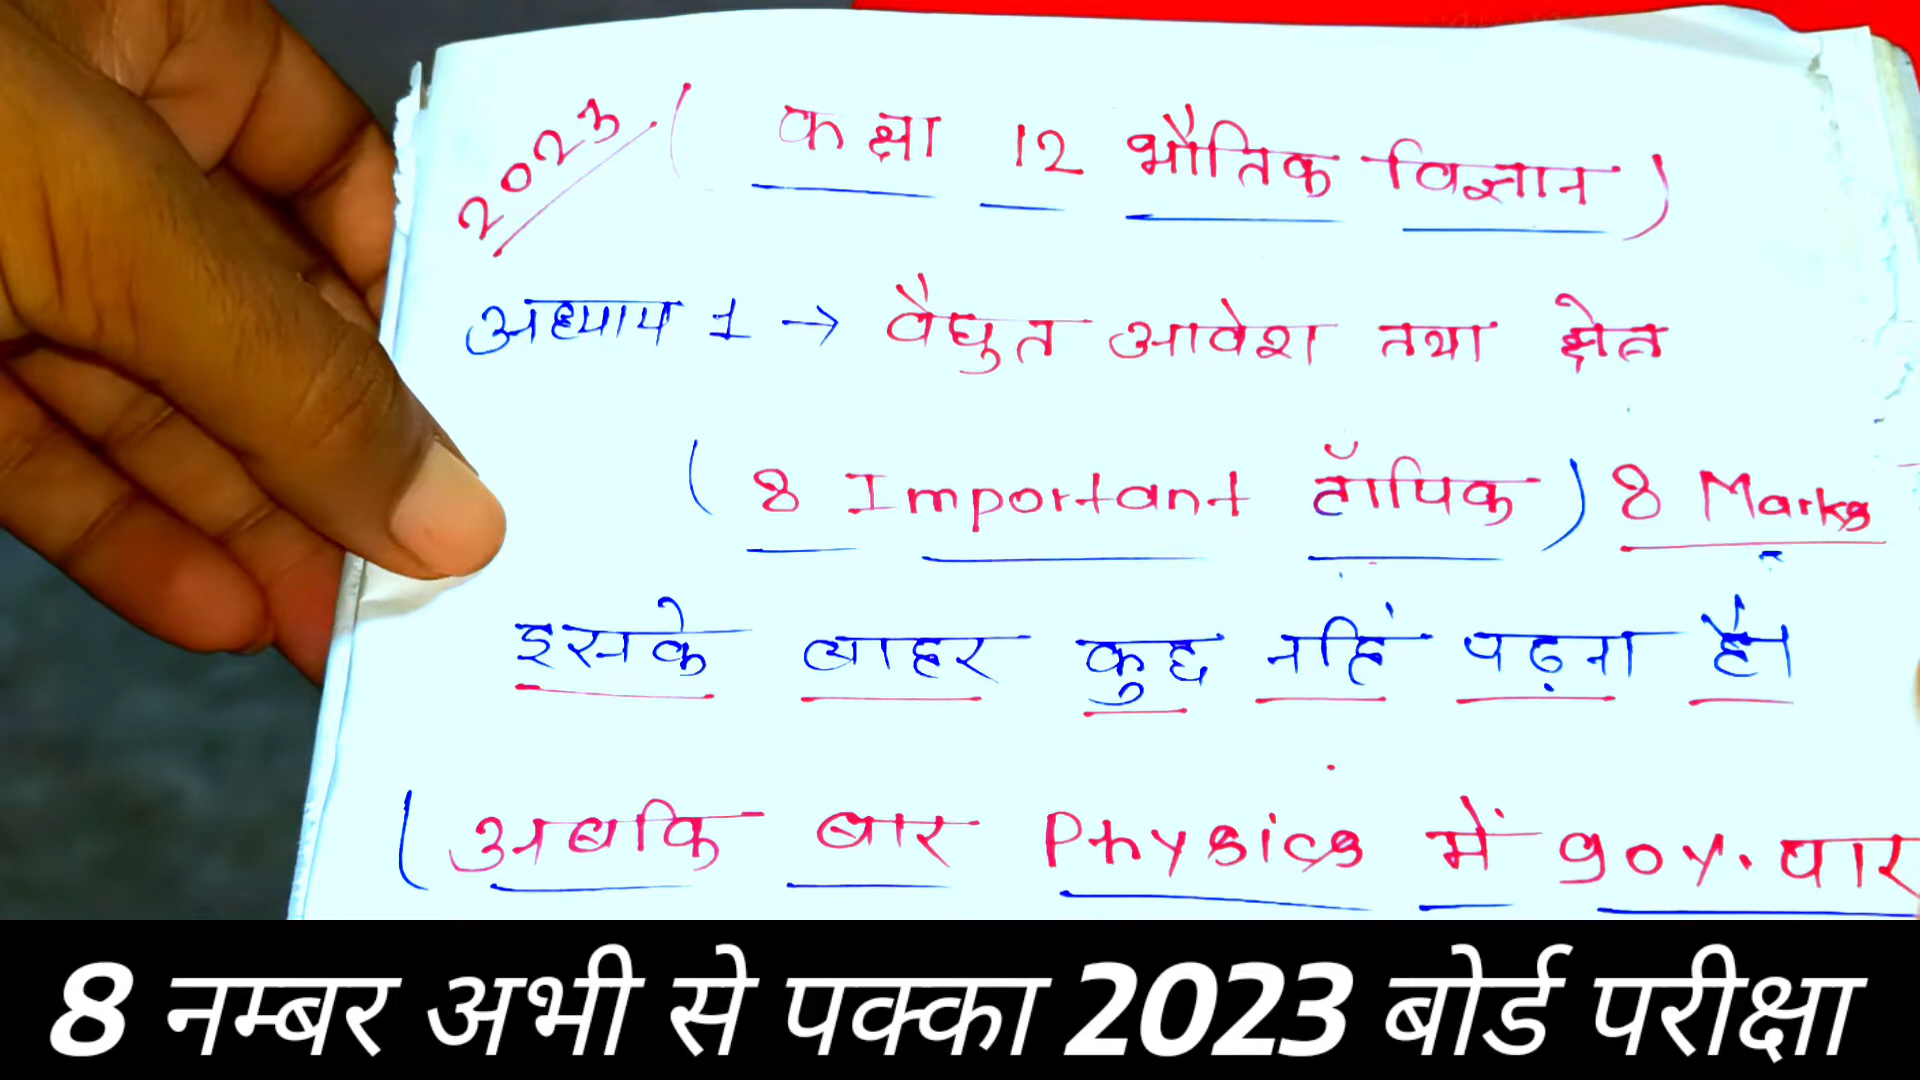 2023 (कक्षा 12 भौतिक विज्ञान)
अध्याय 1 → वैद्युत आवेश तथा क्षेत्र
(8 Important टॉपिक) 8 Marks
इसके बाहर कुछ नहिं पढ़ना है।
(अबकि बार Physics में 90%. पार
8 नम्बर अभी से पक्का 2023 बोर्ड परीक्षा